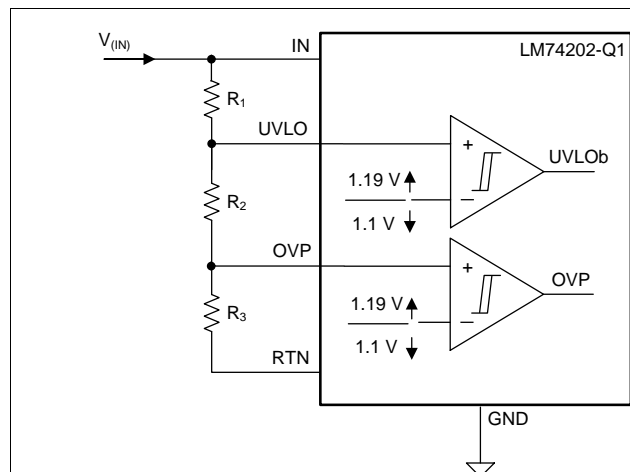 V(IN)
IN
LM74202-Q1
R1
UVLO
+
UVLOb
1.19 V
−
1.1 V
R2
OVP
+
OVP
1.19 V
−
R3
1.1 V
RTN
GND